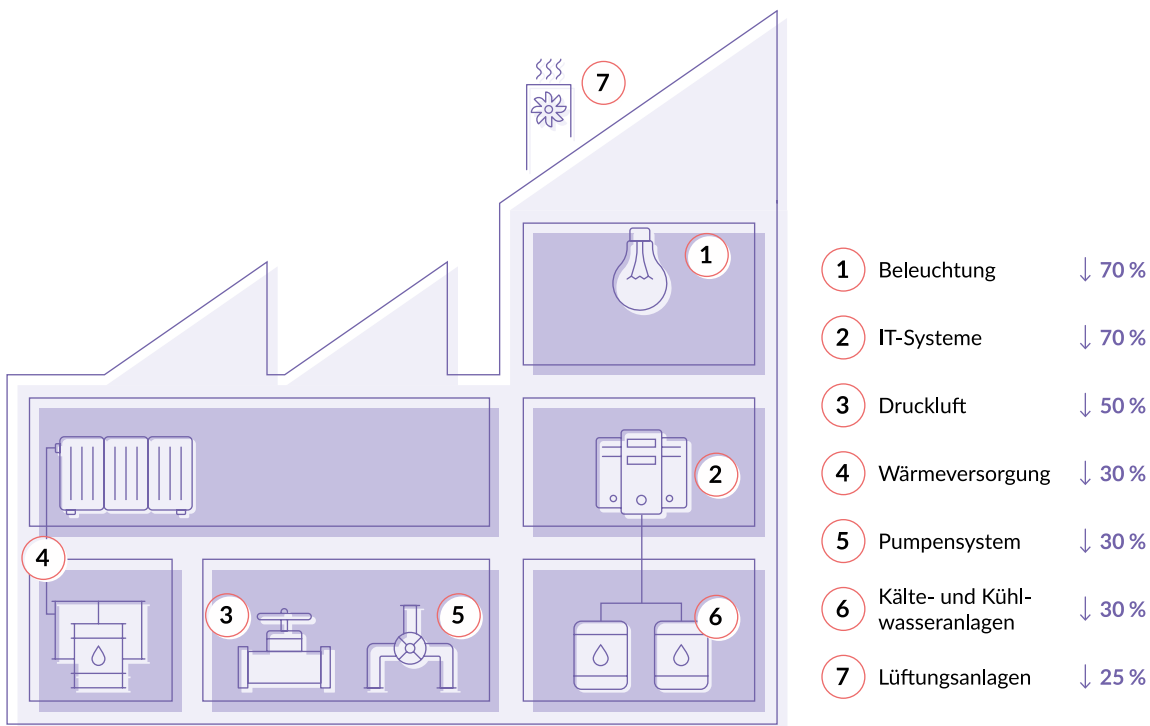 7
1
2
4
3
5
6
1 Beleuchtung ↓ 70 %
2 IT-Systeme ↓ 70 %
3 Druckluft ↓ 50 %
4 Wärmeversorgung ↓ 30 %
5 Pumpensystem ↓ 30 %
6 Kälte- und Kühl-
wasseranlagen ↓ 30 %
7 Lüftungsanlagen ↓ 25 %